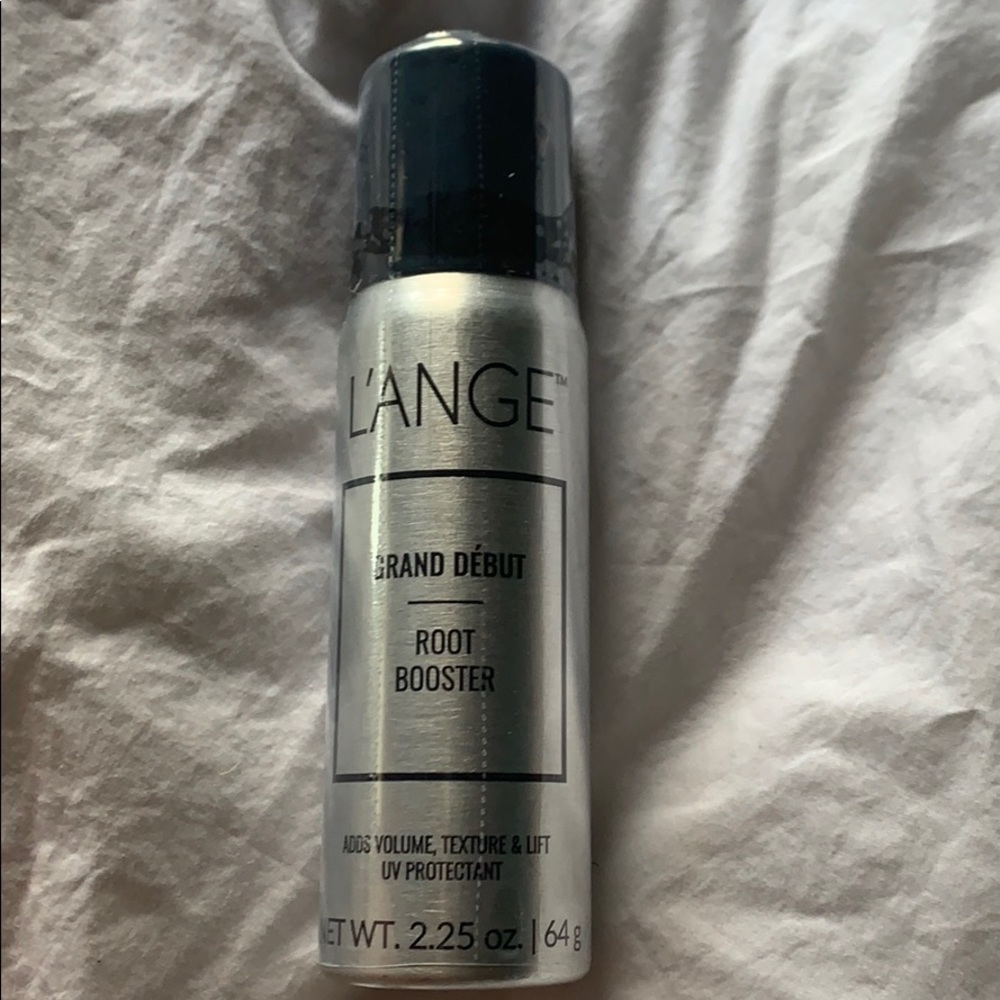 L'ANGE™
GRAND DÉBUT
ROOT
BOOSTER
ADDS VOLUME, TEXTURE & LIFT
UV PROTECTANT
NET WT. 2.25 oz. | 64 g